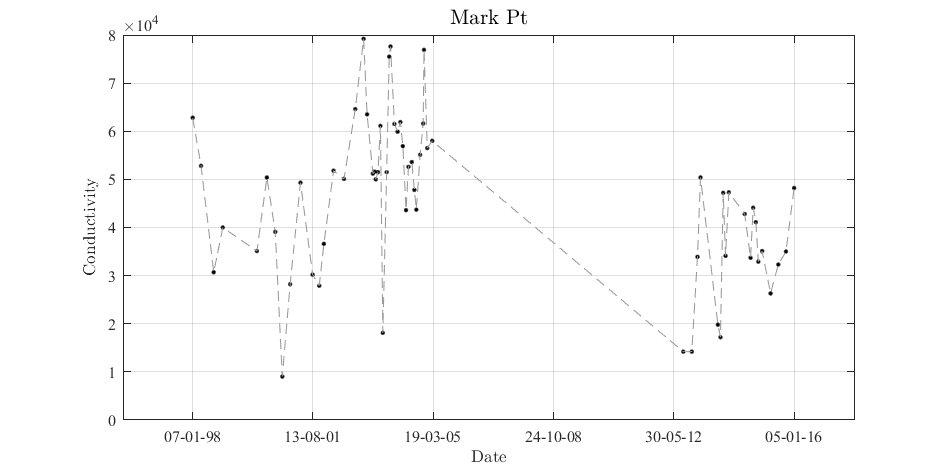 Mark Pt
×10⁴
8
7
6
5
4
3
2
1
0
Conductivity
07-01-98 13-08-01 19-03-05 24-10-08 30-05-12 05-01-16
Date